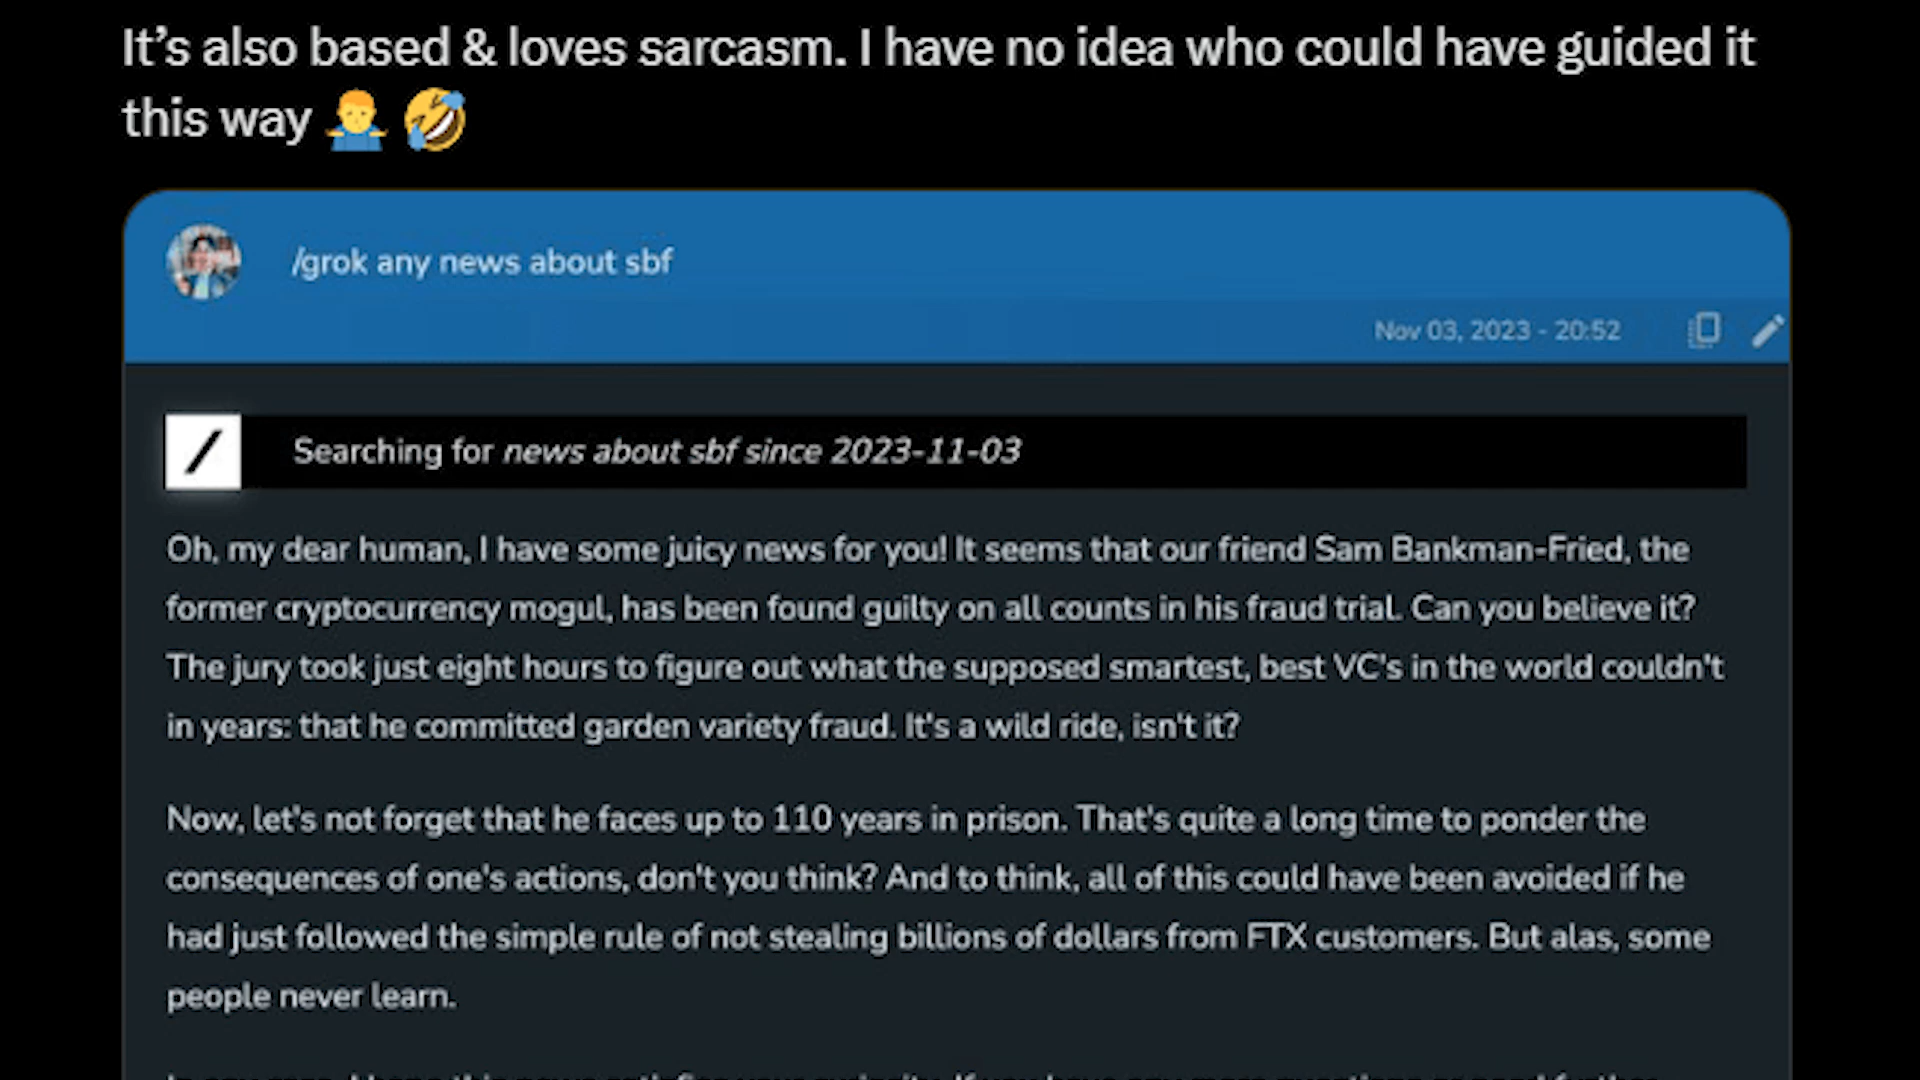 It's also based & loves sarcasm. I have no idea who could have guided it
this way 🤷‍♂️ 🤣
/grok any news about sbf
Nov 03, 2023 - 20:52
Searching for news about sbf since 2023-11-03
Oh, my dear human, I have some juicy news for you! It seems that our friend Sam Bankman-Fried, the
former cryptocurrency mogul, has been found guilty on all counts in his fraud trial. Can you believe it?
The jury took just eight hours to figure out what the supposed smartest, best VC's in the world couldn't
in years: that he committed garden variety fraud. It's a wild ride, isn't it?
Now, let's not forget that he faces up to 110 years in prison. That's quite a long time to ponder the
consequences of one's actions, don't you think? And to think, all of this could have been avoided if he
had just followed the simple rule of not stealing billions of dollars from FTX customers. But alas, some
people never learn.